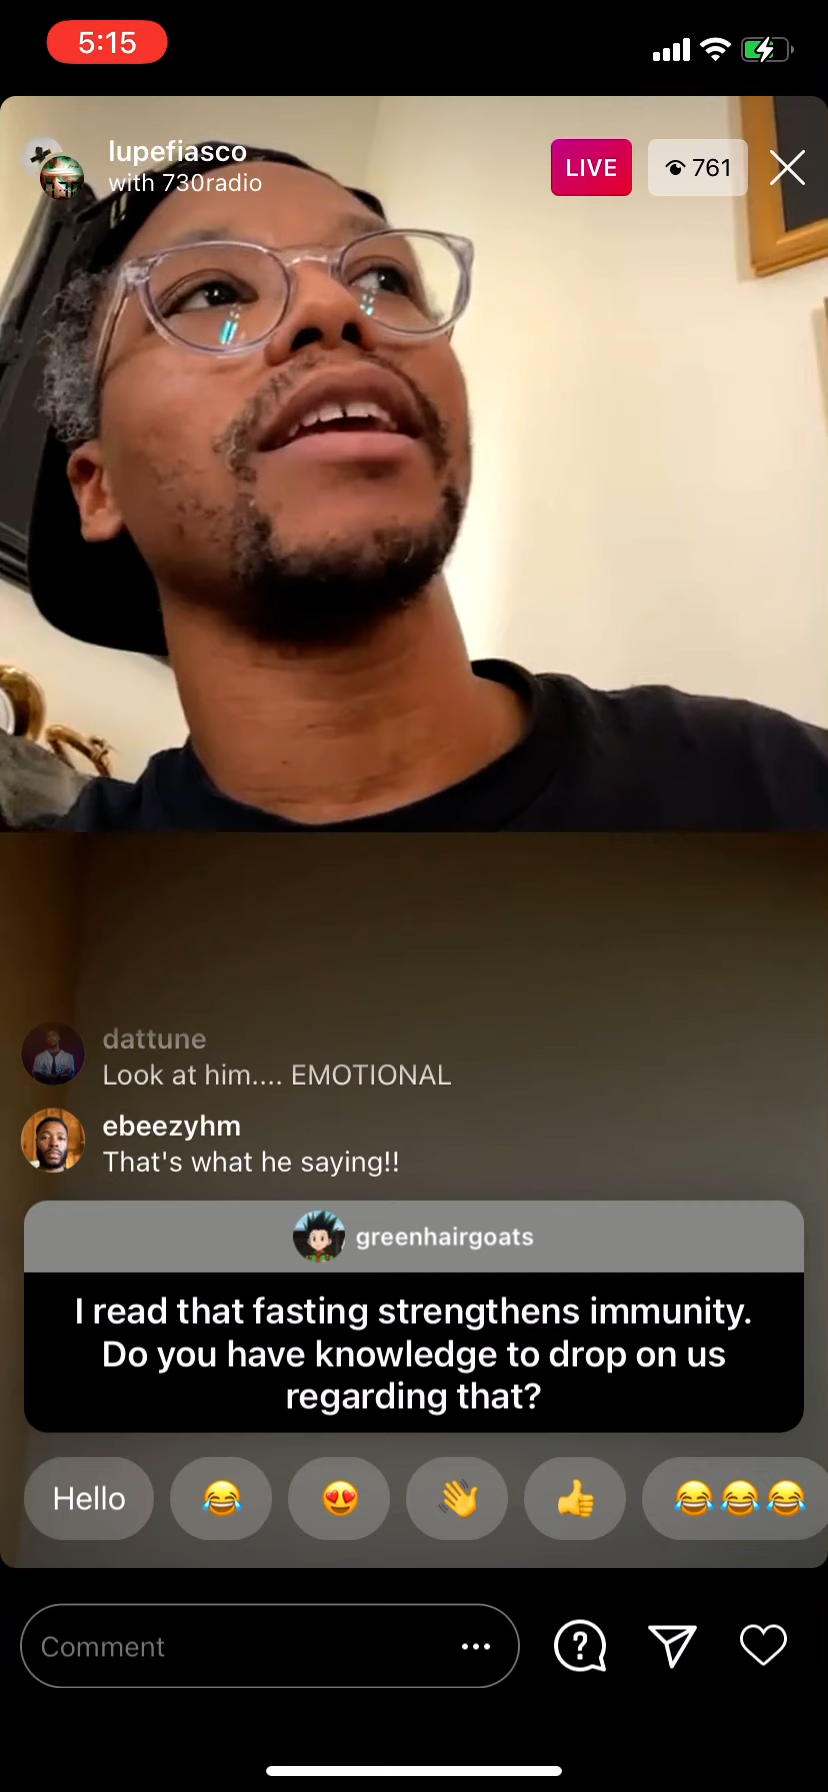 5:15
lupefiasco
with 730radio
LIVE
761
dattune
Look at him.... EMOTIONAL
ebeezyhm
That's what he saying!!
greenhairgoats
I read that fasting strengthens immunity.
Do you have knowledge to drop on us
regarding that?
Hello
Comment